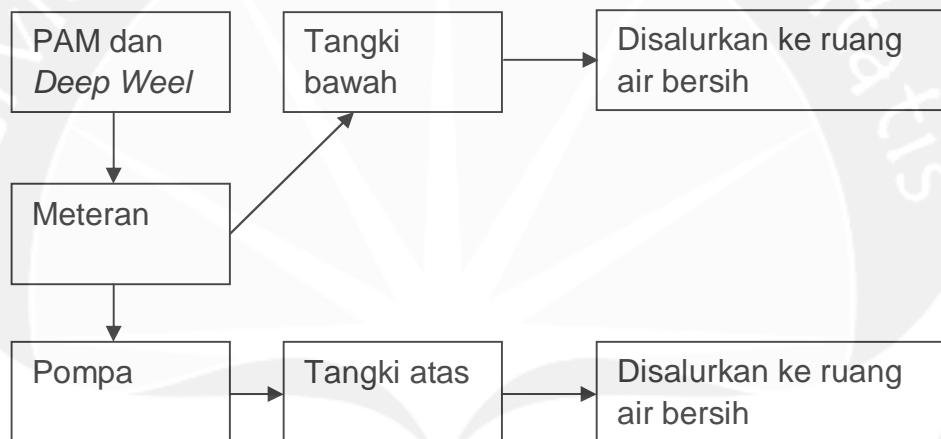 PAM dan
Deep Weel
Tangki
bawah
Disalurkan ke ruang
air bersih
Meteran
Pompa
Tangki atas
Disalurkan ke ruang
air bersih